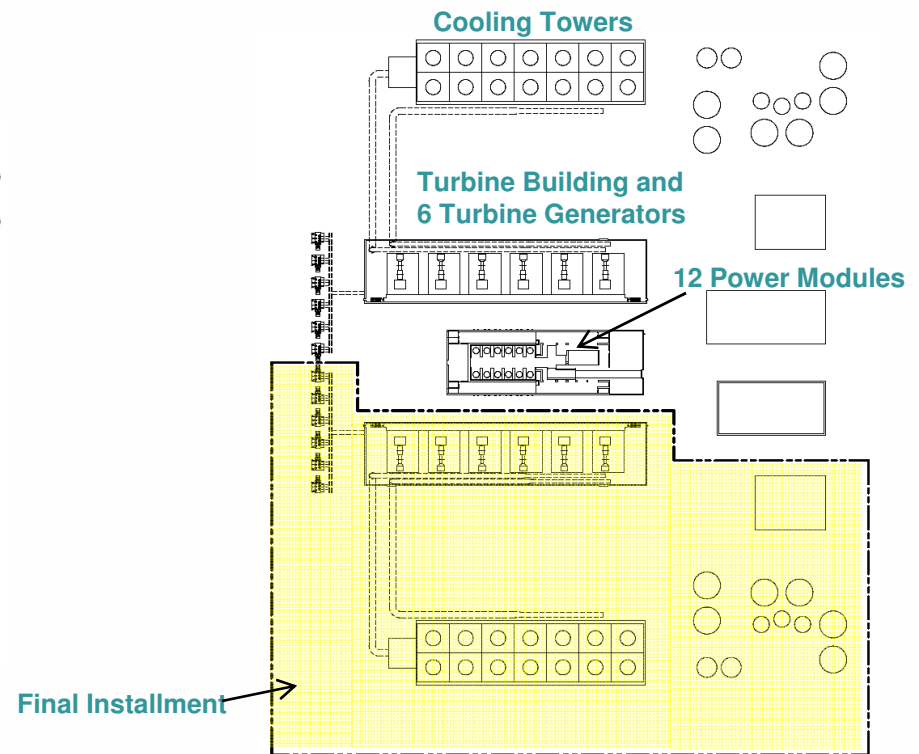 Cooling Towers
Turbine Building and
6 Turbine Generators
12 Power Modules
Final Installment